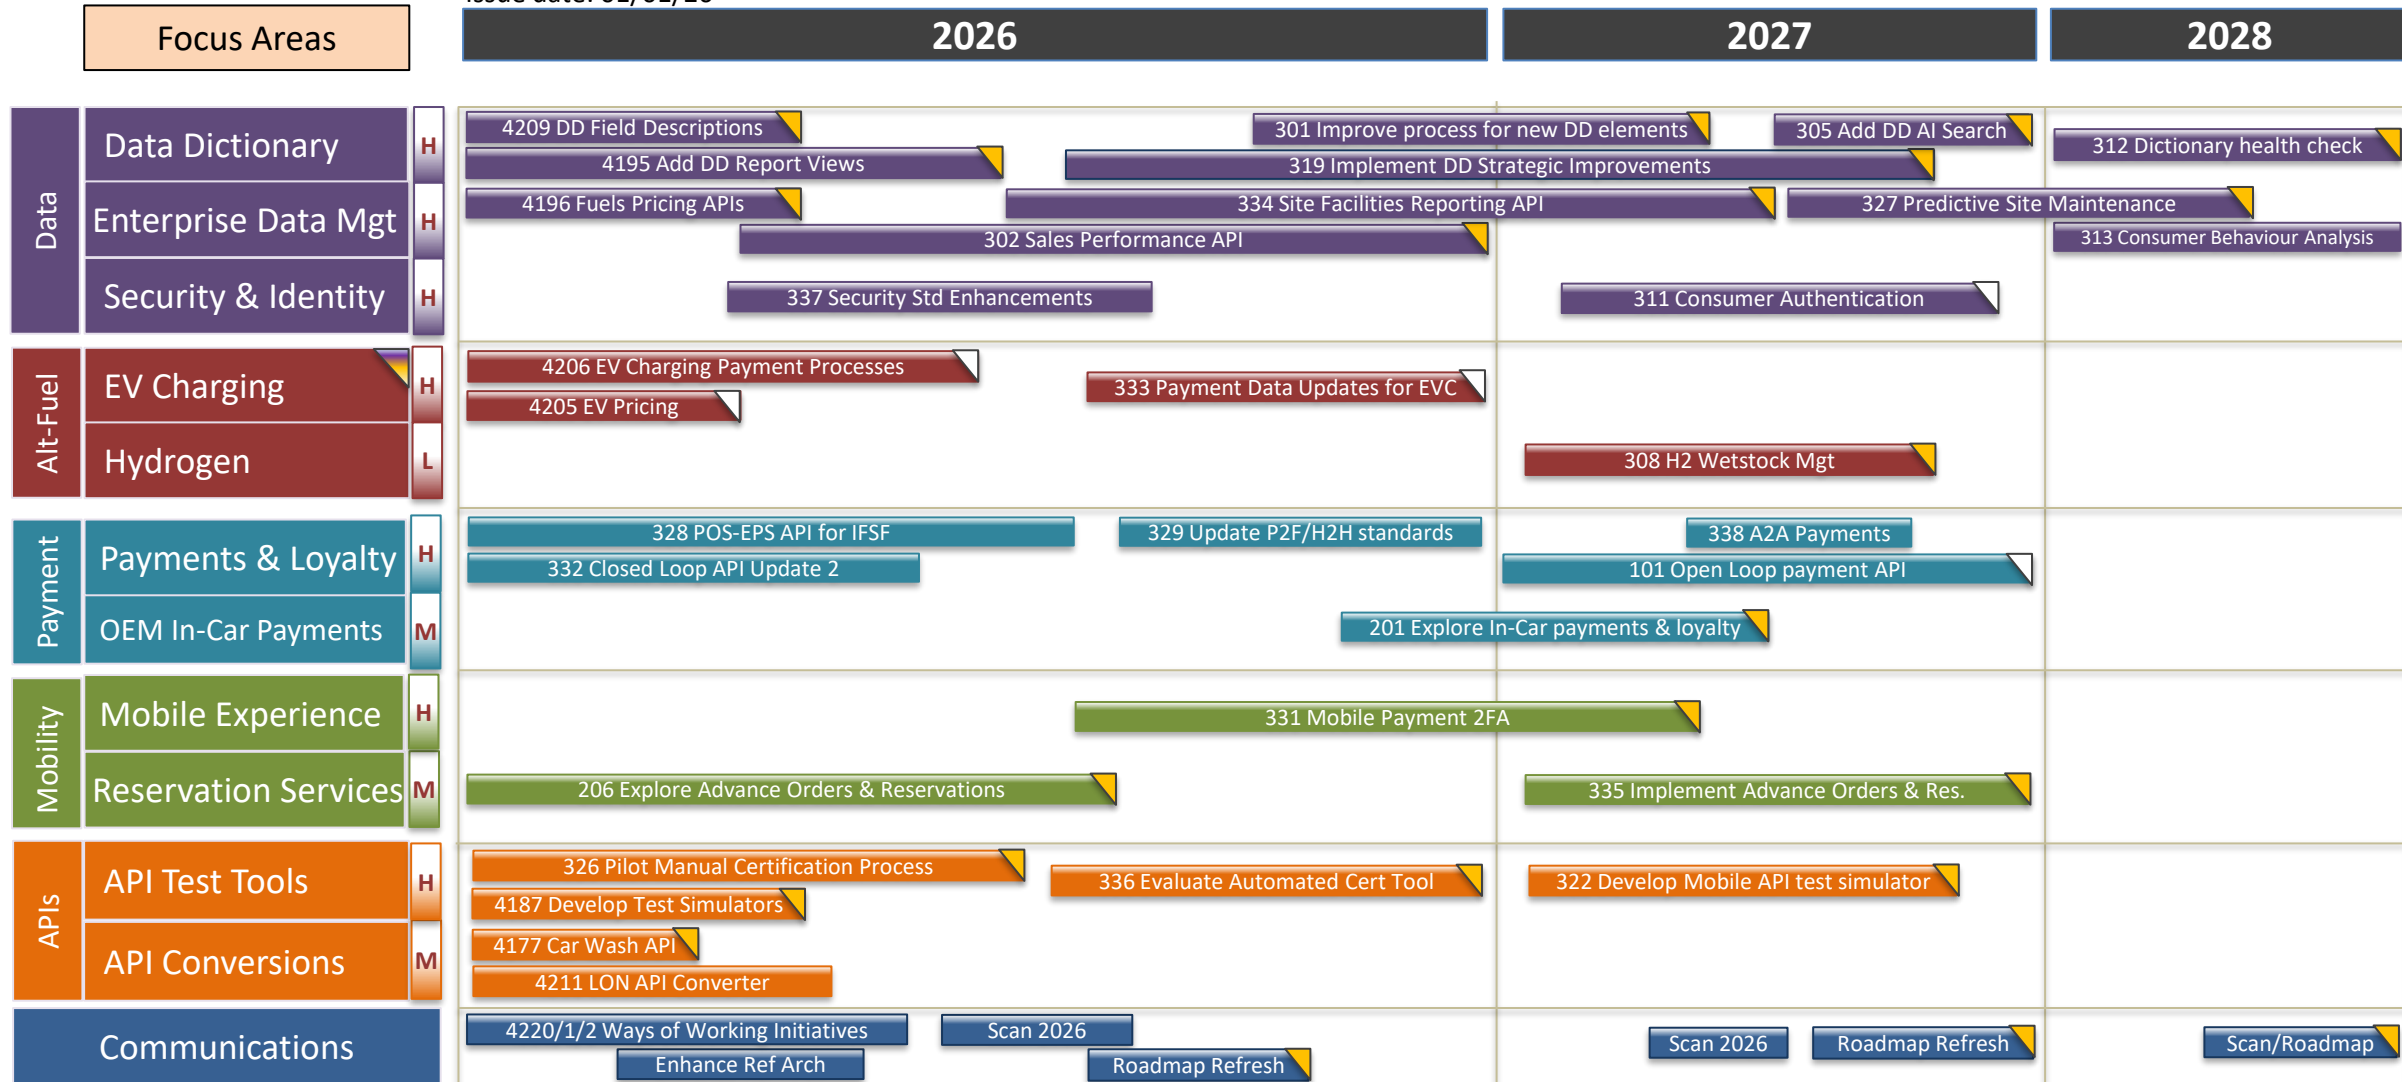 Focus Areas
2026
2027
2028
Data
Data Dictionary
H
4209 DD Field Descriptions
301 Improve process for new DD elements
305 Add DD AI Search
312 Dictionary health check
4195 Add DD Report Views
319 Implement DD Strategic Improvements
Enterprise Data Mgt
H
4196 Fuels Pricing APIs
334 Site Facilities Reporting API
327 Predictive Site Maintenance
302 Sales Performance API
313 Consumer Behaviour Analysis
Security & Identity
H
337 Security Std Enhancements
311 Consumer Authentication
Alt-Fuel
EV Charging
H
4206 EV Charging Payment Processes
333 Payment Data Updates for EVC
4205 EV Pricing
Hydrogen
L
308 H2 Wetstock Mgt
Payment
Payments & Loyalty
H
328 POS-EPS API for IFSF
329 Update P2F/H2H standards
338 A2A Payments
332 Closed Loop API Update 2
101 Open Loop payment API
OEM In-Car Payments
M
201 Explore In-Car payments & loyalty
Mobility
Mobile Experience
H
331 Mobile Payment 2FA
Reservation Services
M
206 Explore Advance Orders & Reservations
335 Implement Advance Orders & Res.
APIs
API Test Tools
H
326 Pilot Manual Certification Process
336 Evaluate Automated Cert Tool
322 Develop Mobile API test simulator
4187 Develop Test Simulators
API Conversions
M
4177 Car Wash API
4211 LON API Converter
Communications
4220/1/2 Ways of Working Initiatives
Scan 2026
Scan 2026
Roadmap Refresh
Scan/Roadmap
Enhance Ref Arch
Roadmap Refresh